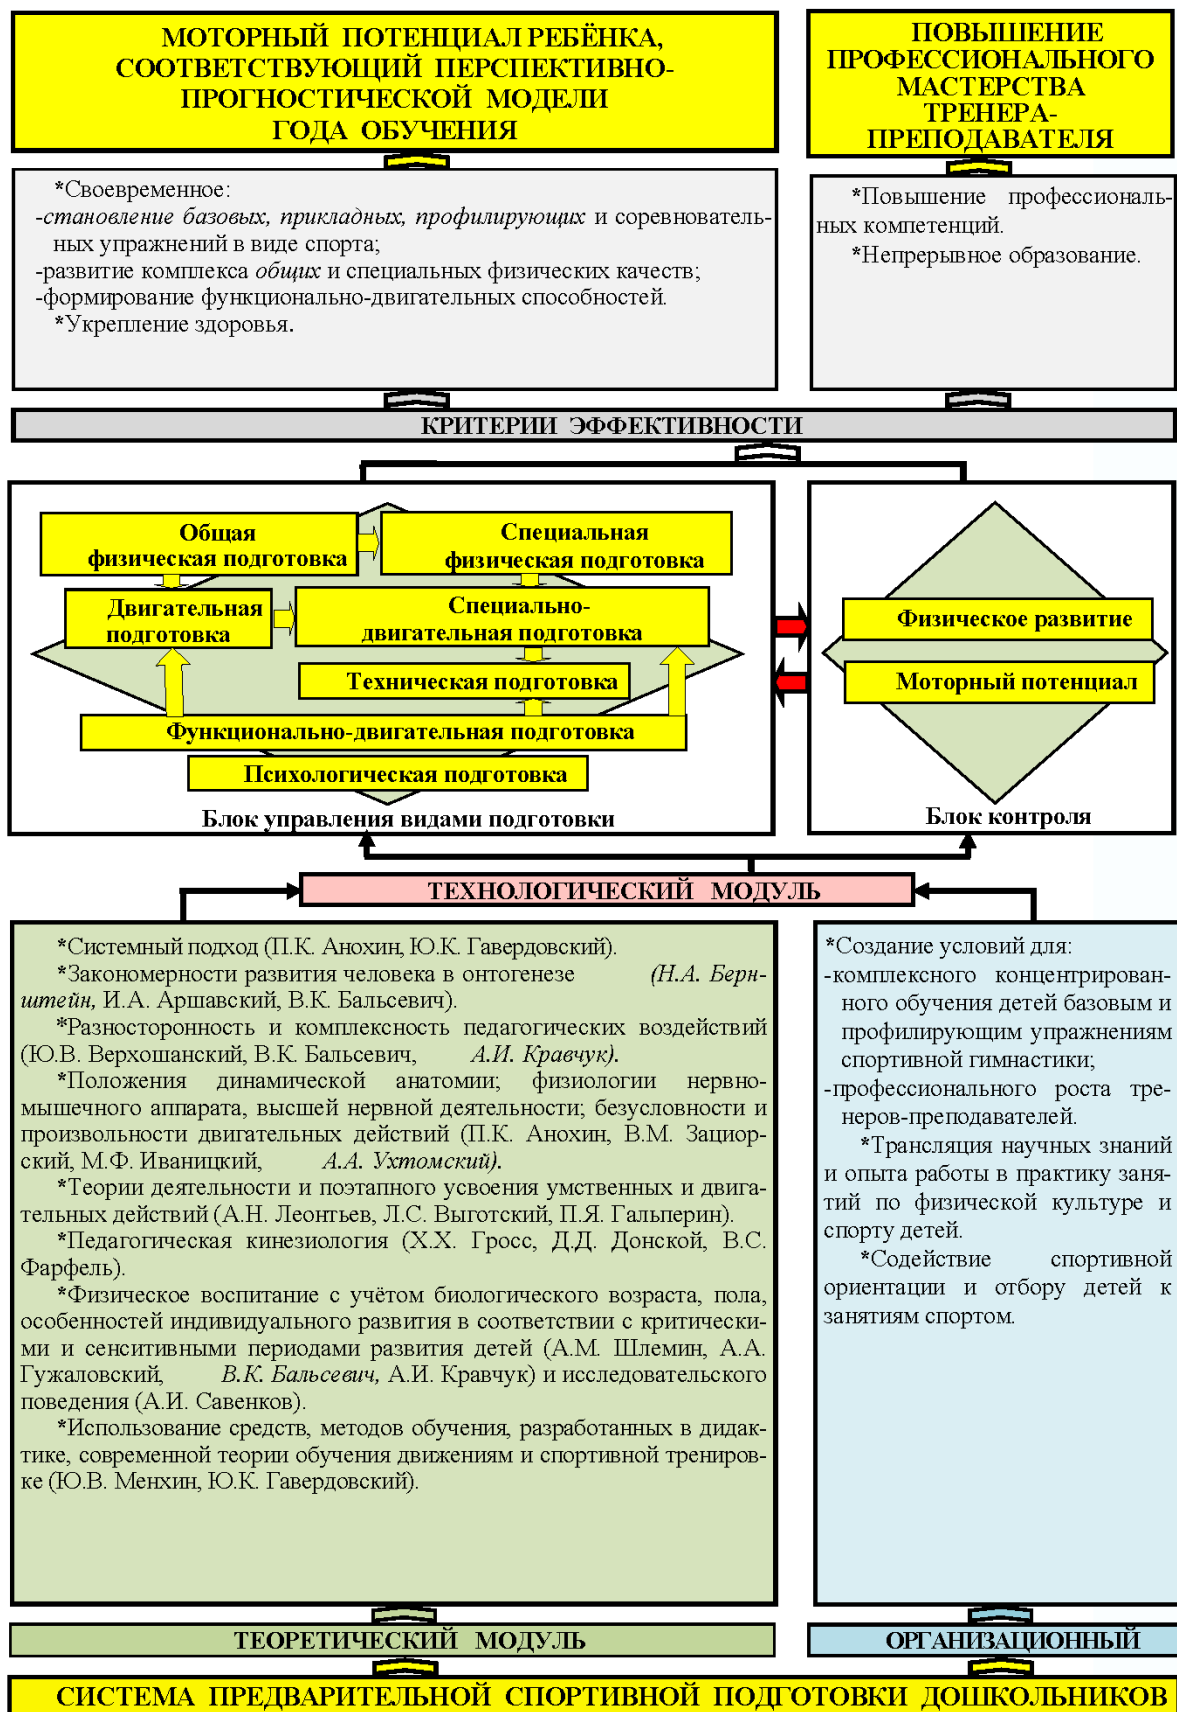 МОТОРНЫЙ ПОТЕНЦИАЛ РЕБЁНКА,
СООТВЕТСТВУЮЩИЙ ПЕРСПЕКТИВНО-
ПРОГНОСТИЧЕСКОЙ МОДЕЛИ
ГОДА ОБУЧЕНИЯ
ПОВЫШЕНИЕ
ПРОФЕССИОНАЛЬНОГО
МАСТЕРСТВА
ТРЕНЕРА-
ПРЕПОДАВАТЕЛЯ
*Своевременное:
-становление базовых, прикладных, профилирующих и соревнователь-
ных упражнений в виде спорта;
-развитие комплекса общих и специальных физических качеств;
-формирование функционально-двигательных способностей.
*Укрепление здоровья.
*Повышение профессиональ-
ных компетенций.
*Непрерывное образование.
КРИТЕРИИ ЭФФЕКТИВНОСТИ
Общая
физическая подготовка
Специальная
физическая подготовка
Двигательная
подготовка
Специально-
двигательная подготовка
Техническая подготовка
Функционально-двигательная подготовка
Психологическая подготовка
Блок управления видами подготовки
Физическое развитие
Моторный потенциал
Блок контроля
ТЕХНОЛОГИЧЕСКИЙ МОДУЛЬ
*Системный подход (П.К. Анохин, Ю.К. Гавердовский).
*Закономерности развития человека в онтогенезе (Н.А. Берн-
штейн, И.А. Аршавский, В.К. Бальсевич).
*Разносторонность и комплексность педагогических воздействий
(Ю.В. Верхошанский, В.К. Бальсевич, А.И. Кравчук).
*Положения динамической анатомии; физиологии нервно-
мышечного аппарата, высшей нервной деятельности; безусловности и
произвольности двигательных действий (П.К. Анохин, В.М. Зациор-
ский, М.Ф. Иваницкий, А.А. Ухтомский).
*Теории деятельности и поэтапного усвоения умственных и двига-
тельных действий (А.Н. Леонтьев, Л.С. Выготский, П.Я. Гальперин).
*Педагогическая кинезиология (Х.Х. Гросс, Д.Д. Донской, В.С.
Фарфель).
*Физическое воспитание с учётом биологического возраста, пола,
особенностей индивидуального развития в соответствии с критически-
ми и сенситивными периодами развития детей (А.М. Шлемин, А.А.
Гужаловский, В.К. Бальсевич, А.И. Кравчук) и исследовательского
поведения (А.И. Савенков).
*Использование средств, методов обучения, разработанных в дидак-
тике, современной теории обучения движениям и спортивной трениров-
ке (Ю.В. Менхин, Ю.К. Гавердовский).
*Создание условий для:
-комплексного концентрирован-
ного обучения детей базовым и
профилирующим упражнениям
спортивной гимнастики;
-профессионального роста тре-
неров-преподавателей.
*Трансляция научных знаний
и опыта работы в практику заня-
тий по физической культуре и
спорту детей.
*Содействие спортивной
ориентации и отбору детей к
занятиям спортом.
ТЕОРЕТИЧЕСКИЙ МОДУЛЬ
ОРГАНИЗАЦИОННЫЙ
СИСТЕМА ПРЕДВАРИТЕЛЬНОЙ СПОРТИВНОЙ ПОДГОТОВКИ ДОШКОЛЬНИКОВ